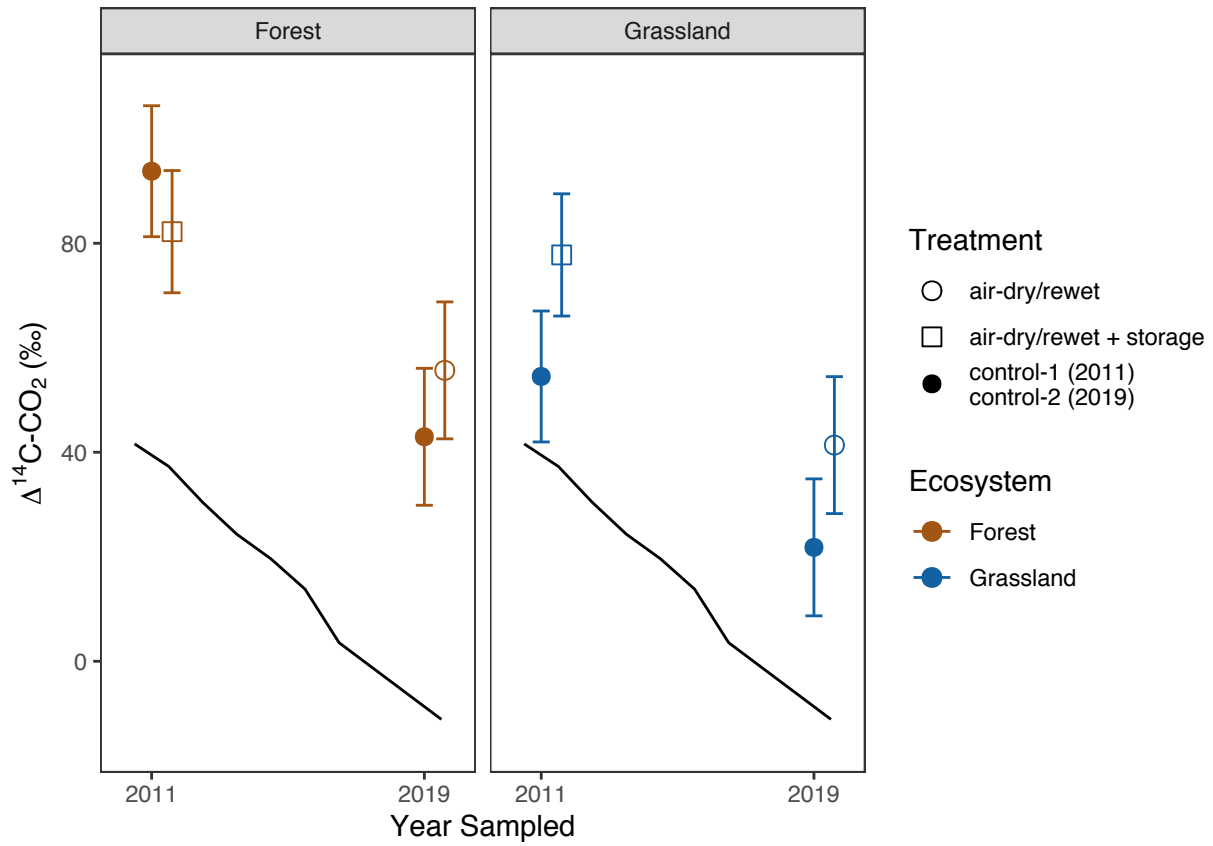 Forest
Grassland
80
40
0
Δ¹⁴C-CO₂ (‰)
2011
2019
2011
2019
Year Sampled
Treatment
air-dry/rewet
air-dry/rewet + storage
control-1 (2011)
control-2 (2019)
Ecosystem
Forest
Grassland